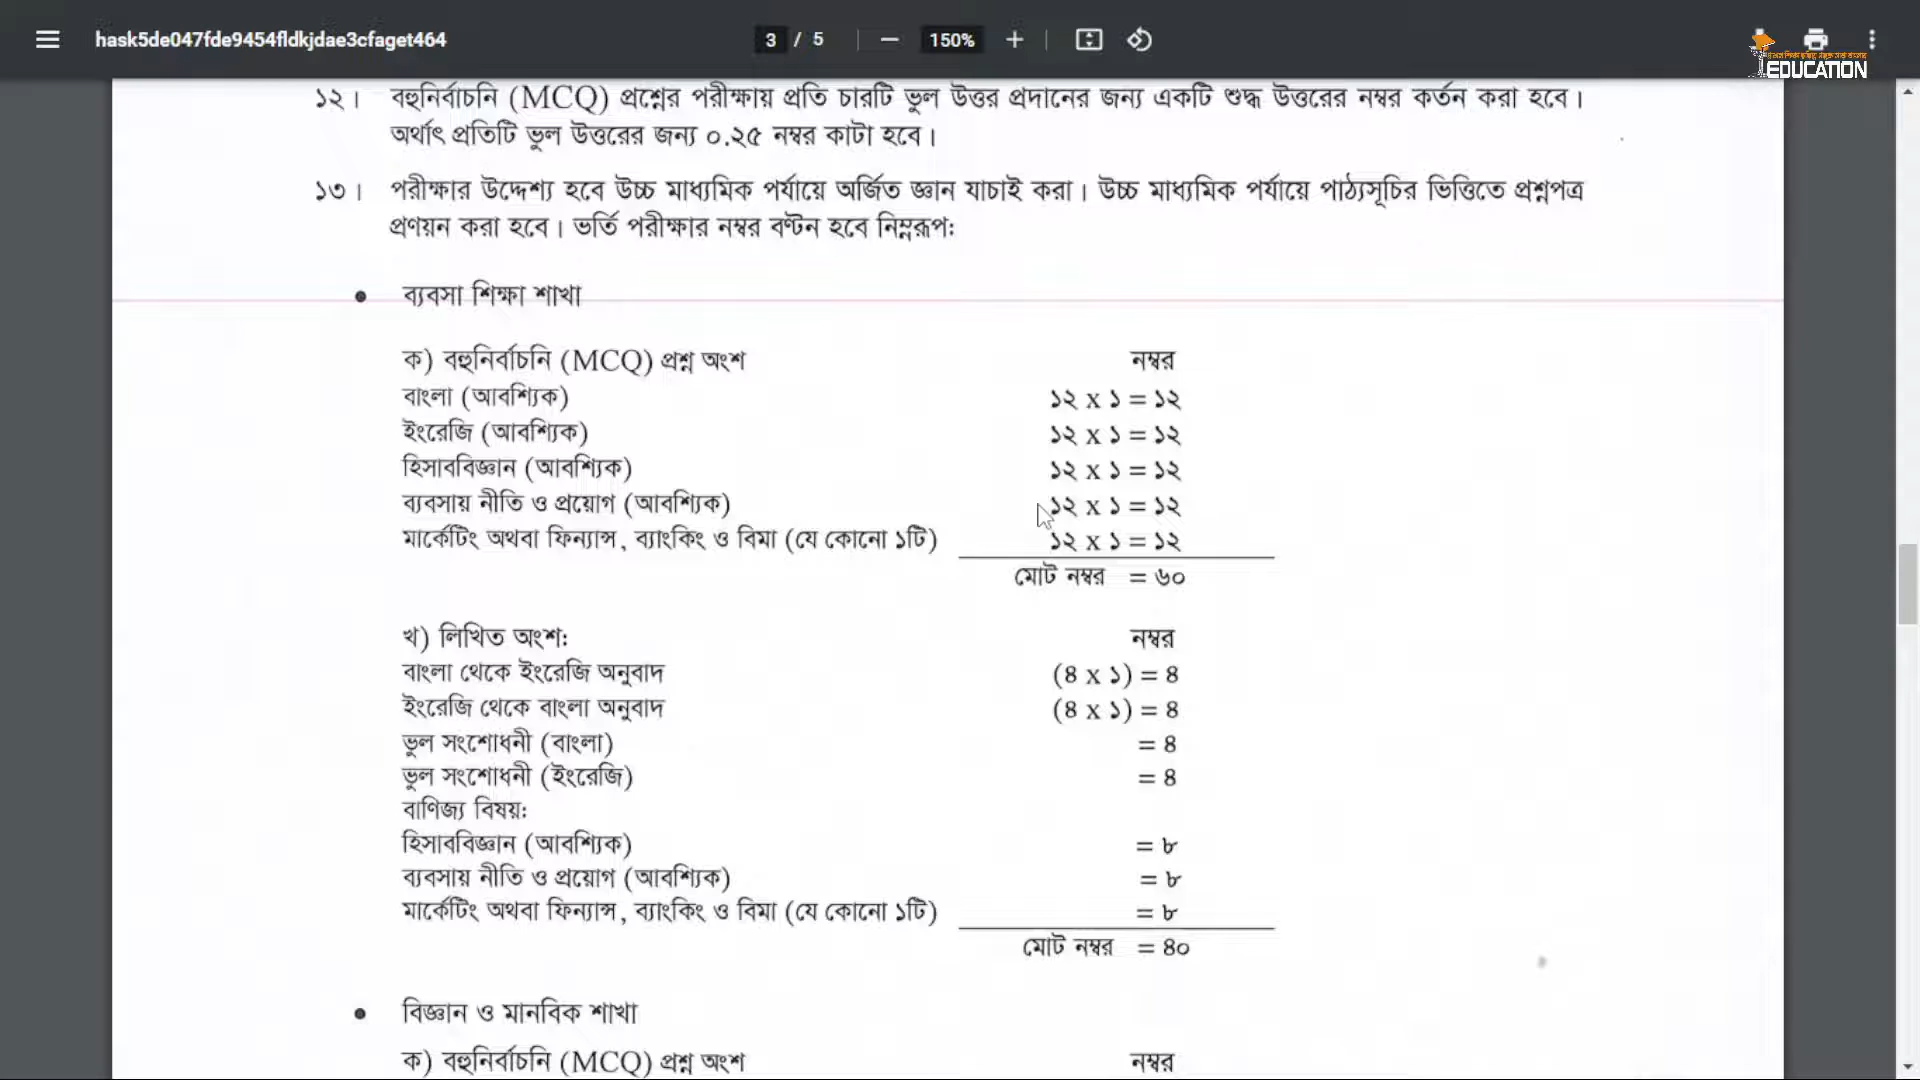 hask5de047fde9454fldkjdae3cfaget464
3 / 5
150%
EDUCATION
১২। বহুনির্বাচনি (MCQ) প্রশ্নের পরীক্ষায় প্রতি চারটি ভুল উত্তর প্রদানের জন্য একটি শুদ্ধ উত্তরের নম্বর কর্তন করা হবে।
অর্থাৎ প্রতিটি ভুল উত্তরের জন্য ০.২৫ নম্বর কাটা হবে।
১৩। পরীক্ষার উদ্দেশ্য হবে উচ্চ মাধ্যমিক পর্যায়ে অর্জিত জ্ঞান যাচাই করা। উচ্চ মাধ্যমিক পর্যায়ে পাঠ্যসূচির ভিত্তিতে প্রশ্নপত্র
প্রণয়ন করা হবে। ভর্তি পরীক্ষার নম্বর বণ্টন হবে নিম্নরূপঃ
• ব্যবসা শিক্ষা শাখা
ক) বহুনির্বাচনি (MCQ) প্রশ্ন অংশ নম্বর
বাংলা (আবশ্যিক) ১২ x ১ = ১২
ইংরেজি (আবশ্যিক) ১২ x ১ = ১২
হিসাববিজ্ঞান (আবশ্যিক) ১২ x ১ = ১২
ব্যবসায় নীতি ও প্রয়োগ (আবশ্যিক) ১২ x ১ = ১২
মার্কেটিং অথবা ফিন্যান্স, ব্যাংকিং ও বিমা (যে কোনো ১টি) ১২ x ১ = ১২
মোট নম্বর = ৬০
খ) লিখিত অংশঃ নম্বর
বাংলা থেকে ইংরেজি অনুবাদ (৪ x ১) = ৪
ইংরেজি থেকে বাংলা অনুবাদ (৪ x ১) = ৪
ভুল সংশোধনী (বাংলা) = ৪
ভুল সংশোধনী (ইংরেজি) = ৪
বাণিজ্য বিষয়ঃ
হিসাববিজ্ঞান (আবশ্যিক) = ৮
ব্যবসায় নীতি ও প্রয়োগ (আবশ্যিক) = ৮
মার্কেটিং অথবা ফিন্যান্স, ব্যাংকিং ও বিমা (যে কোনো ১টি) = ৮
মোট নম্বর = ৪০
• বিজ্ঞান ও মানবিক শাখা
ক) বহুনির্বাচনি (MCQ) প্রশ্ন অংশ নম্বর